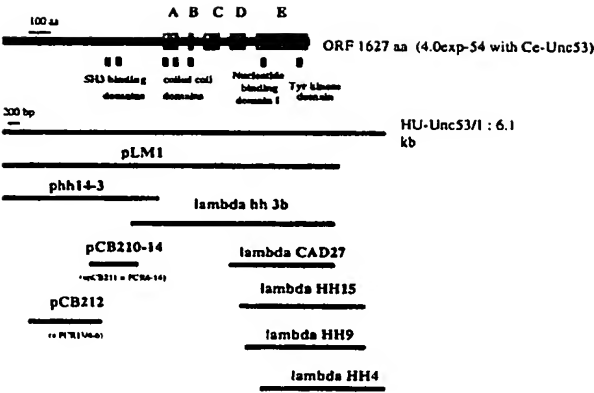 A B C D E
100 aa
ORF 1627 aa (4.0exp-54 with Ce-Unc53)
SH3 binding domains
coiled coil domains
Nucleotide binding domain I
Tyr kinase domain
200 bp
HU-Unc53/1 : 6.1 kb
pLM1
phh14-3
lambda hh 3b
pCB210-14
lambda CAD27
lambda HH15
pCB212
lambda HH9
lambda HH4